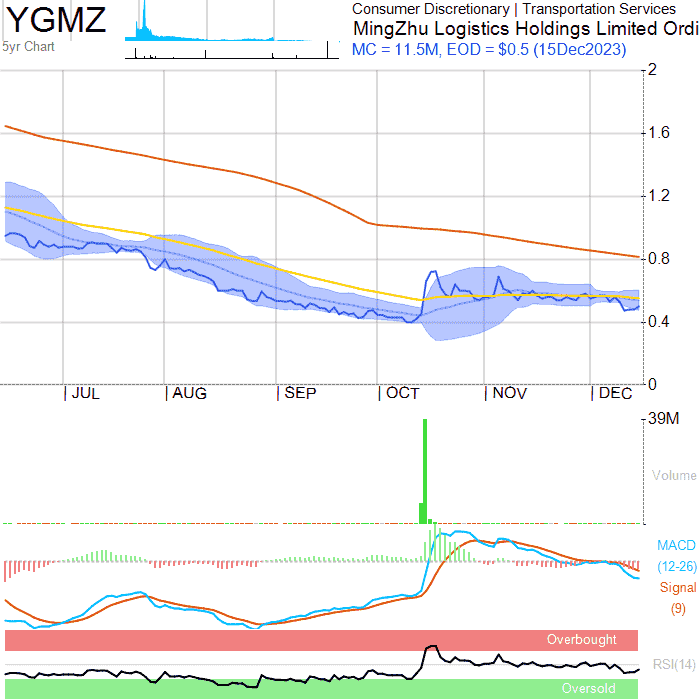 YGMZ
5yr Chart
Consumer Discretionary | Transportation Services
MingZhu Logistics Holdings Limited Ordi
MC = 11.5M, EOD = $0.5 (15Dec2023)
2
1.6
1.2
0.8
0.4
0
JUL
AUG
SEP
OCT
NOV
DEC
39M
Volume
MACD
(12-26)
Signal
(9)
Overbought
RSI(14)
Oversold